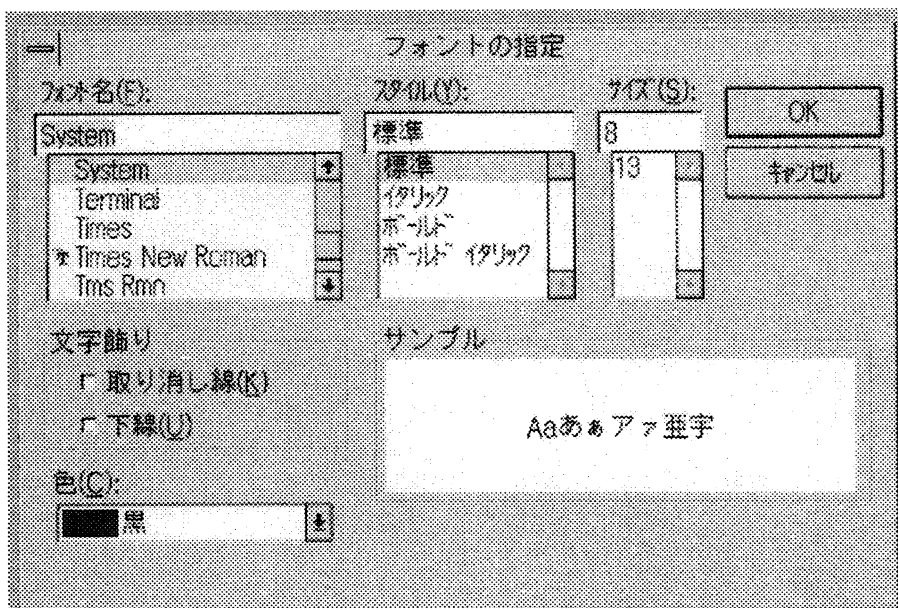 フォントの指定
フォント名(F):
System
System
Terminal
Times
Times New Roman
Tms Rmn
スタイル(Y):
標準
標準
イタリック
ボールド
ボールド イタリック
サイズ(S):
8
13
OK
キャンセル
文字飾り
取り消し線(K)
下線(U)
色(C):
黒
サンプル
Aaあぁアァ亜宇